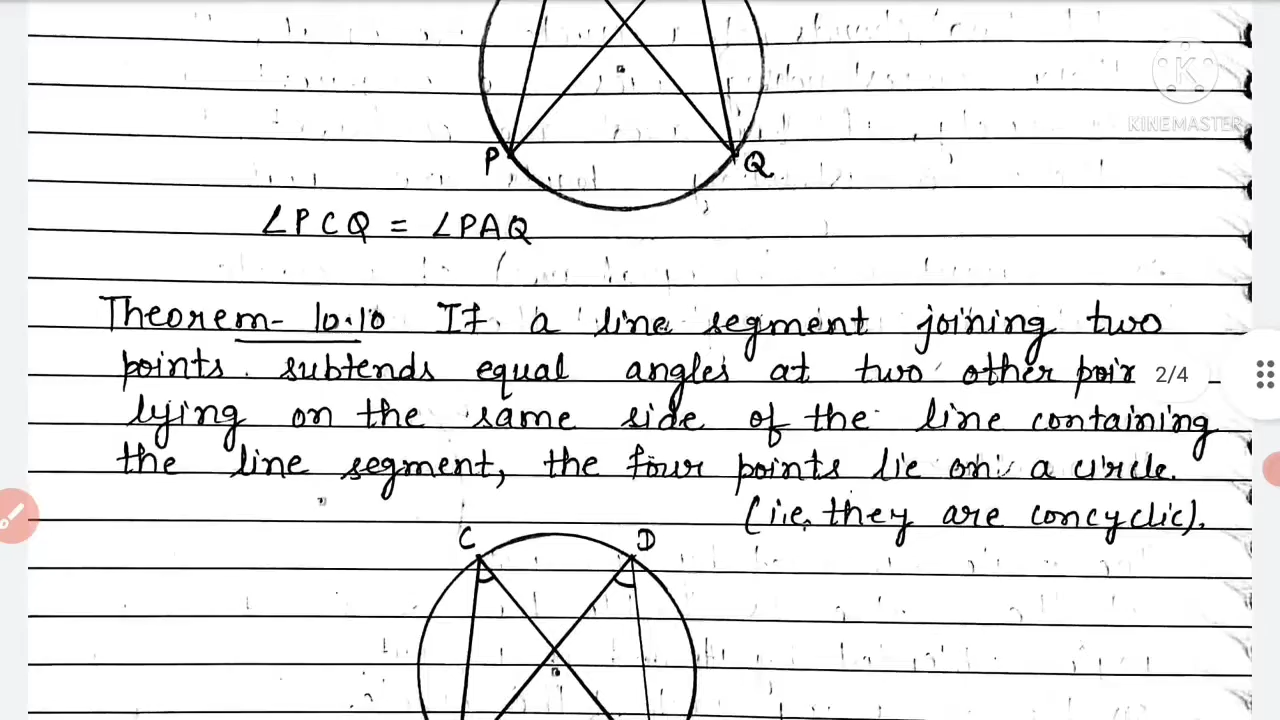 K
KINEMASTER
P
Q
∠PCQ = ∠PAQ
Theorem- 10.10 If a line segment joining two
points subtends equal angles at two other
2/4
lying on the same side of the line containing
the line segment, the four points lie on a circle.
(i.e. they are concyclic).
C
D